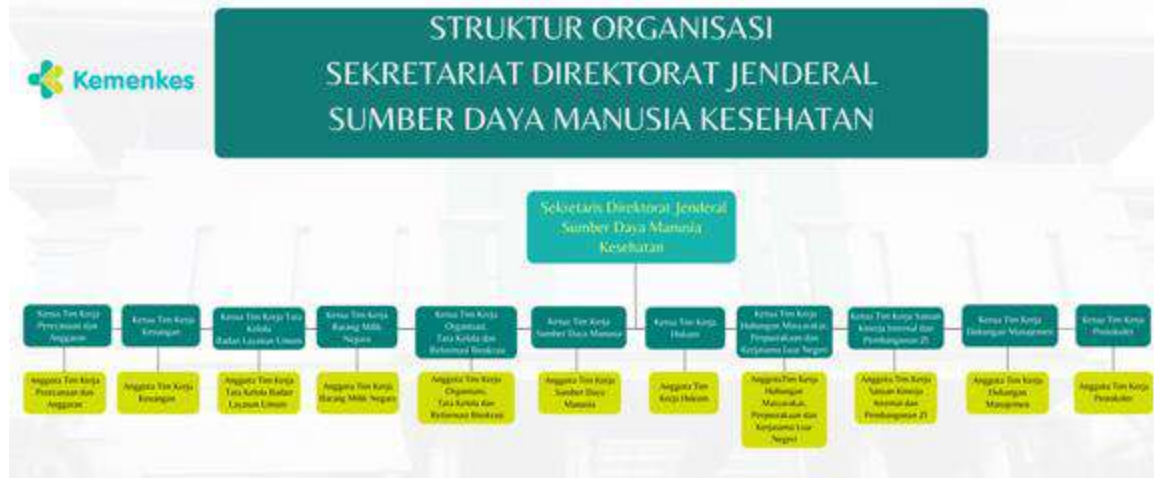 STRUKTUR ORGANISASI
SEKRETARIAT DIREKTORAT JENDERAL
SUMBER DAYA MANUSIA KESEHATAN
Kemenkes
Sekretaris Direktorat Jenderal
Sumber Daya Manusia
Kesehatan
Ketua Tim Kerja
Perencanaan dan
Anggaran
Ketua Tim Kerja
Keuangan
Ketua Tim Kerja Tata
Kelola
Badan Layanan Umum
Ketua Tim Kerja
Barang Milik
Negara
Ketua Tim Kerja
Organisasi,
Tata Kelola dan
Reformasi Birokrasi
Ketua Tim Kerja
Sumber Daya Manusia
Ketua Tim Kerja
Hukum
Ketua Tim Kerja
Hubungan Masyarakat,
Perpustakaan dan
Kerjasama Luar Negeri
Ketua Tim Kerja Satuan
Kinerja Internal dan
Pembangunan ZI
Ketua Tim Kerja
Dukungan Manajemen
Ketua Tim Kerja
Protokoler
Anggota Tim Kerja
Perencanaan dan
Anggaran
Anggota Tim Kerja
Keuangan
Anggota Tim Kerja
Tata Kelola Badan
Layanan Umum
Anggota Tim Kerja
Barang Milik Negara
Anggota Tim Kerja
Organisasi,
Tata Kelola dan
Reformasi Birokrasi
Anggota Tim Kerja
Sumber Daya
Manusia
Anggota Tim
Kerja Hukum
AnggotaTim Kerja
Hubungan
Masyarakat,
Perpustakaan dan
Kerjasama Luar
Negeri
Anggota Tim Kerja
Satuan Kinerja
Internal dan
Pembangunan ZI
Anggota Tim Kerja
Dukungan
Manajemen
Anggota Tim Kerja
Protokoler